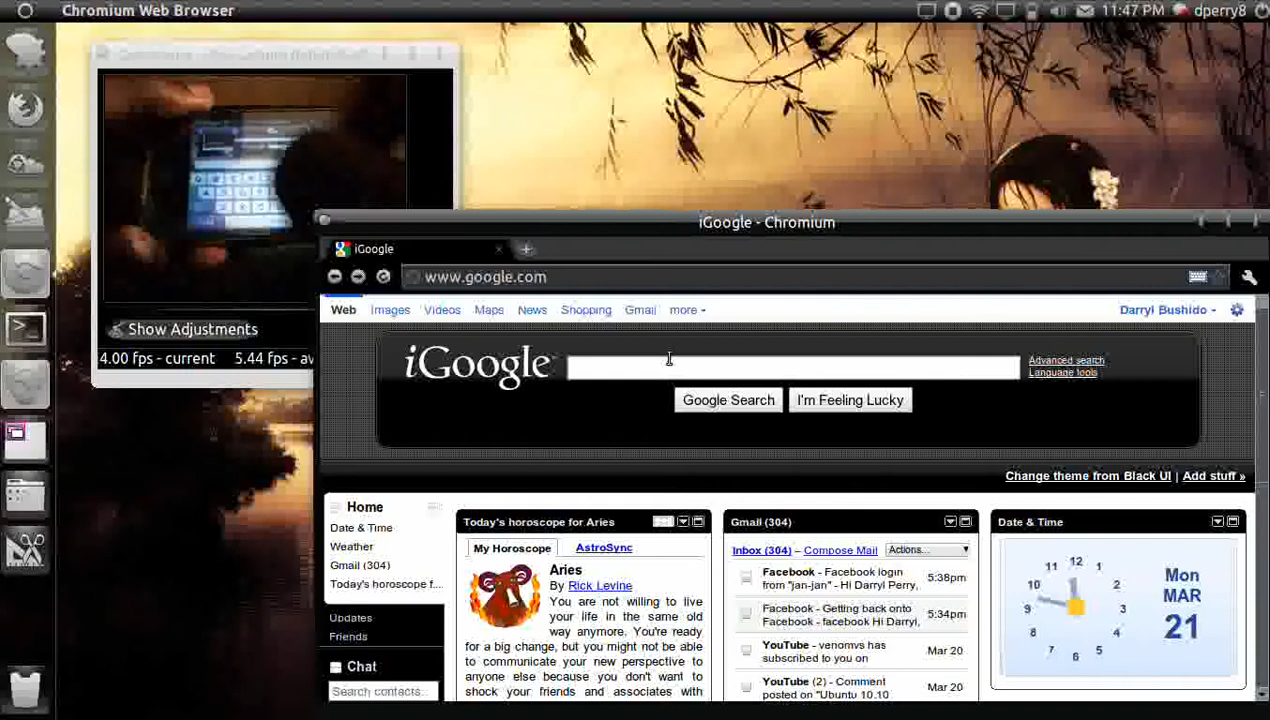 Chromium Web Browser
11:47 PM
dperry8
Show Adjustments
4.00 fps - current
5.44 fps - av
iGoogle - Chromium
iGoogle
www.google.com
Web
Images
Videos
Maps
News
Shopping
Gmail
more
Darryl Bushido
iGoogle
Advanced search
Language tools
Google Search
I'm Feeling Lucky
Change theme from Black UI | Add stuff »
Home
Date & Time
Weather
Gmail (304)
Today's horoscope f...
Updates
Friends
Chat
Search contacts...
Today's horoscope for Aries
My Horoscope
AstroSync
Aries
By Rick Levine
You are not willing to live
your life in the same old
way anymore. You're ready
for a big change, but you might not be able
to communicate your new perspective to
anyone else because you don't want to
shock your friends and associates with
Gmail (304)
Inbox (304) – Compose Mail
Actions...
Facebook - Facebook login
from "jan-jan" - Hi Darryl Perry,
5:38pm
Facebook - Getting back onto
Facebook - facebook Hi Darryl,
5:34pm
YouTube - venomvs has
subscribed to you on
Mar 20
YouTube (2) - Comment
posted on "Ubuntu 10.10
Mar 20
Date & Time
12
1
2
3
4
5
6
7
8
9
10
11
Mon
MAR
21